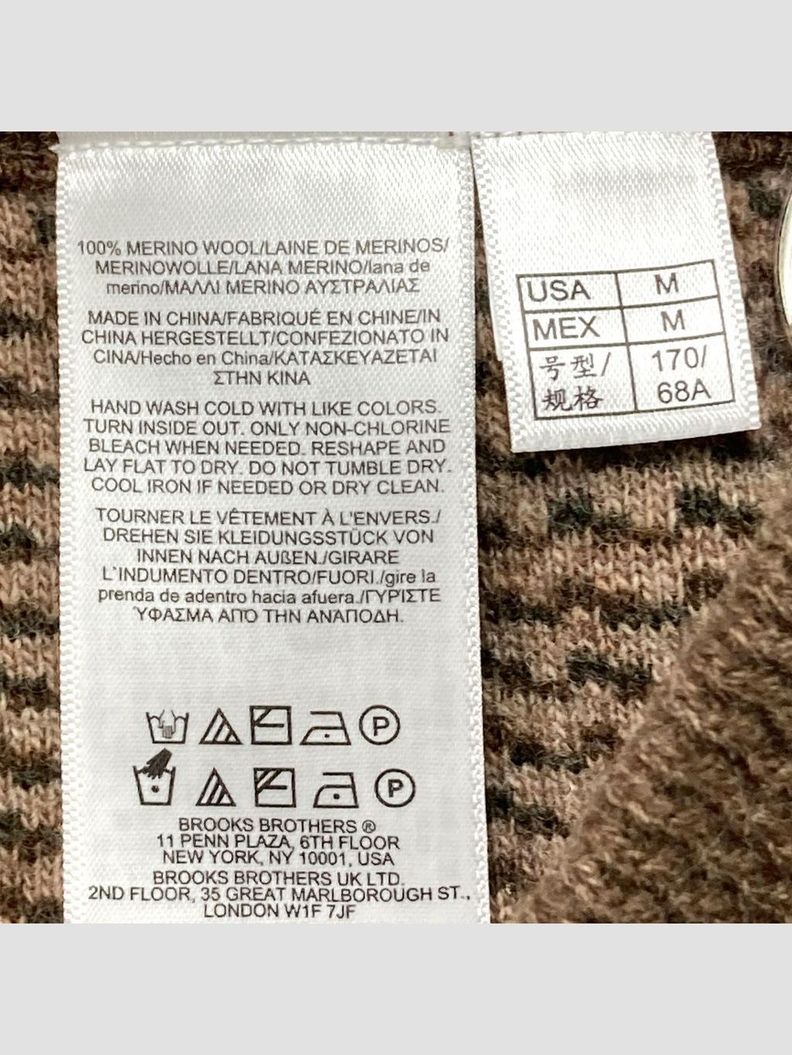 100% MERINO WOOL/LAINE DE MERINOS/
MERINOWOLLE/LANA MERINO/lana de
merino/ΜΑΛΛΙ MERINO ΑΥΣΤΡΑΛΙΑΣ
MADE IN CHINA/FABRIQUÉ EN CHINE/IN
CHINA HERGESTELLT/CONFEZIONATO IN
CINA/Hecho en China/ΚΑΤΑΣΚΕΥΑΖΕΤΑΙ
ΣΤΗΝ ΚΙΝΑ
HAND WASH COLD WITH LIKE COLORS.
TURN INSIDE OUT. ONLY NON-CHLORINE
BLEACH WHEN NEEDED. RESHAPE AND
LAY FLAT TO DRY. DO NOT TUMBLE DRY.
COOL IRON IF NEEDED OR DRY CLEAN.
TOURNER LE VÊTEMENT À L'ENVERS./
DREHEN SIE KLEIDUNGSSTÜCK VON
INNEN NACH AUßEN./GIRARE
L`INDUMENTO DENTRO/FUORI./gire la
prenda de adentro hacia afuera./ΓΥΡΙΣΤΕ
ΎΦΑΣΜΑ ΑΠΌ ΤΗΝ ΑΝΆΠΟΔΗ.
P
P
BROOKS BROTHERS ®
11 PENN PLAZA, 6TH FLOOR
NEW YORK, NY 10001, USA
BROOKS BROTHERS UK LTD.
2ND FLOOR, 35 GREAT MARLBOROUGH ST.,
LONDON W1F 7JF
USA M
MEX M
号型/ 170/
规格 68A